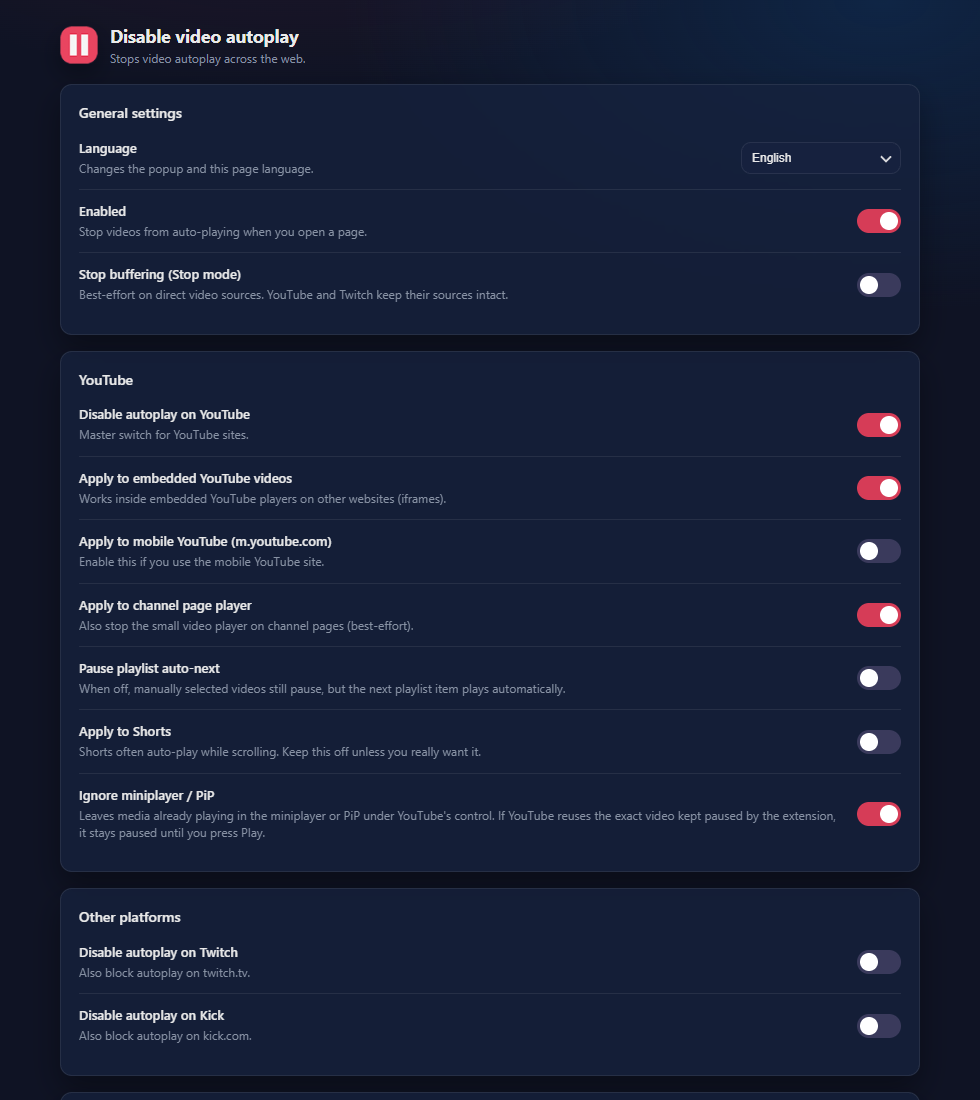 Disable video autoplay
Stops video autoplay across the web.
General settings
Language
Changes the popup and this page language.
English
Enabled
Stop videos from auto-playing when you open a page.
Stop buffering (Stop mode)
Best-effort on direct video sources. YouTube and Twitch keep their sources intact.
YouTube
Disable autoplay on YouTube
Master switch for YouTube sites.
Apply to embedded YouTube videos
Works inside embedded YouTube players on other websites (iframes).
Apply to mobile YouTube (m.youtube.com)
Enable this if you use the mobile YouTube site.
Apply to channel page player
Also stop the small video player on channel pages (best-effort).
Pause playlist auto-next
When off, manually selected videos still pause, but the next playlist item plays automatically.
Apply to Shorts
Shorts often auto-play while scrolling. Keep this off unless you really want it.
Ignore miniplayer / PiP
Leaves media already playing in the miniplayer or PiP under YouTube's control. If YouTube reuses the exact video kept paused by the extension,
it stays paused until you press Play.
Other platforms
Disable autoplay on Twitch
Also block autoplay on twitch.tv.
Disable autoplay on Kick
Also block autoplay on kick.com.